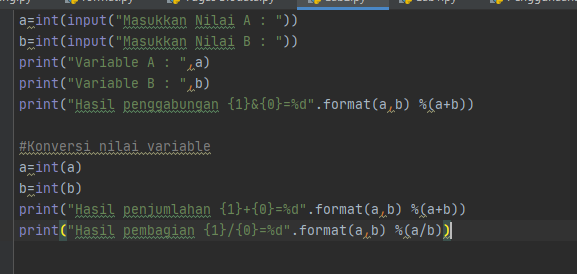 a=int(input("Masukkan Nilai A : "))
b=int(input("Masukkan Nilai B : "))
print("Variable A : ",a)
print("Variable B : ",b)
print("Hasil penggabungan {1}&{0}=%d".format(a,b) %(a+b))
#Konversi nilai variable
a=int(a)
b=int(b)
print("Hasil penjumlahan {1}+{0}=%d".format(a,b) %(a+b))
print("Hasil pembagian {1}/{0}=%d".format(a,b) %(a/b))